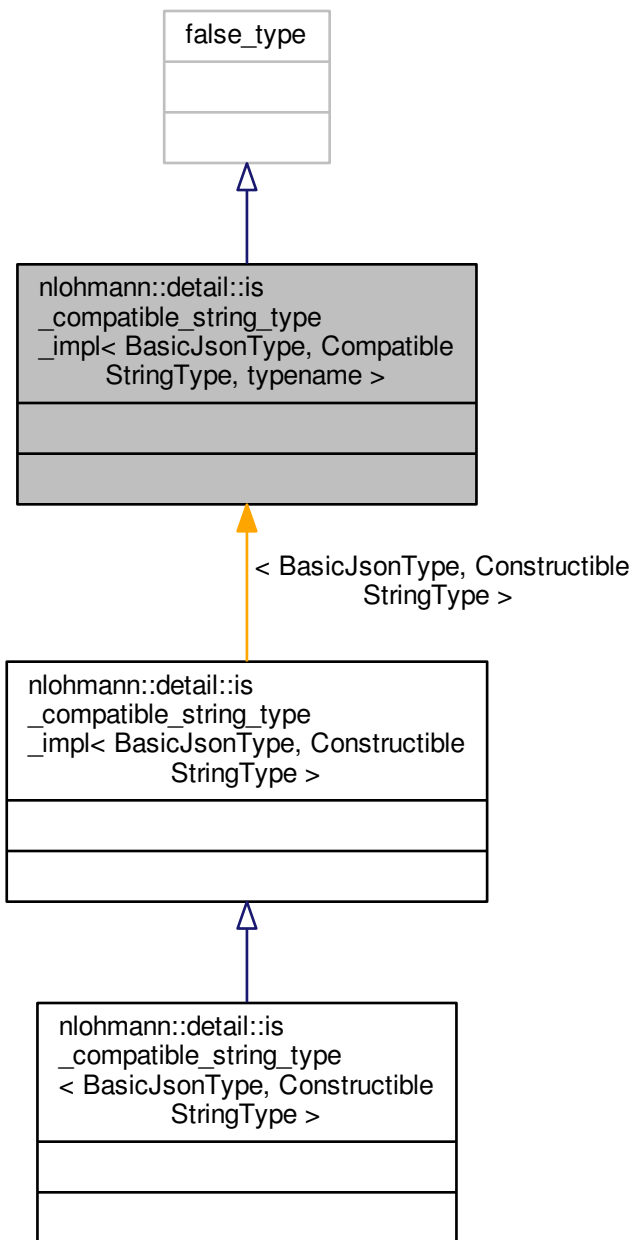 false_type
nlohmann::detail::is
_compatible_string_type
_impl< BasicJsonType, Compatible
StringType, typename >
< BasicJsonType, Constructible
StringType >
nlohmann::detail::is
_compatible_string_type
_impl< BasicJsonType, Constructible
StringType >
nlohmann::detail::is
_compatible_string_type
< BasicJsonType, Constructible
StringType >